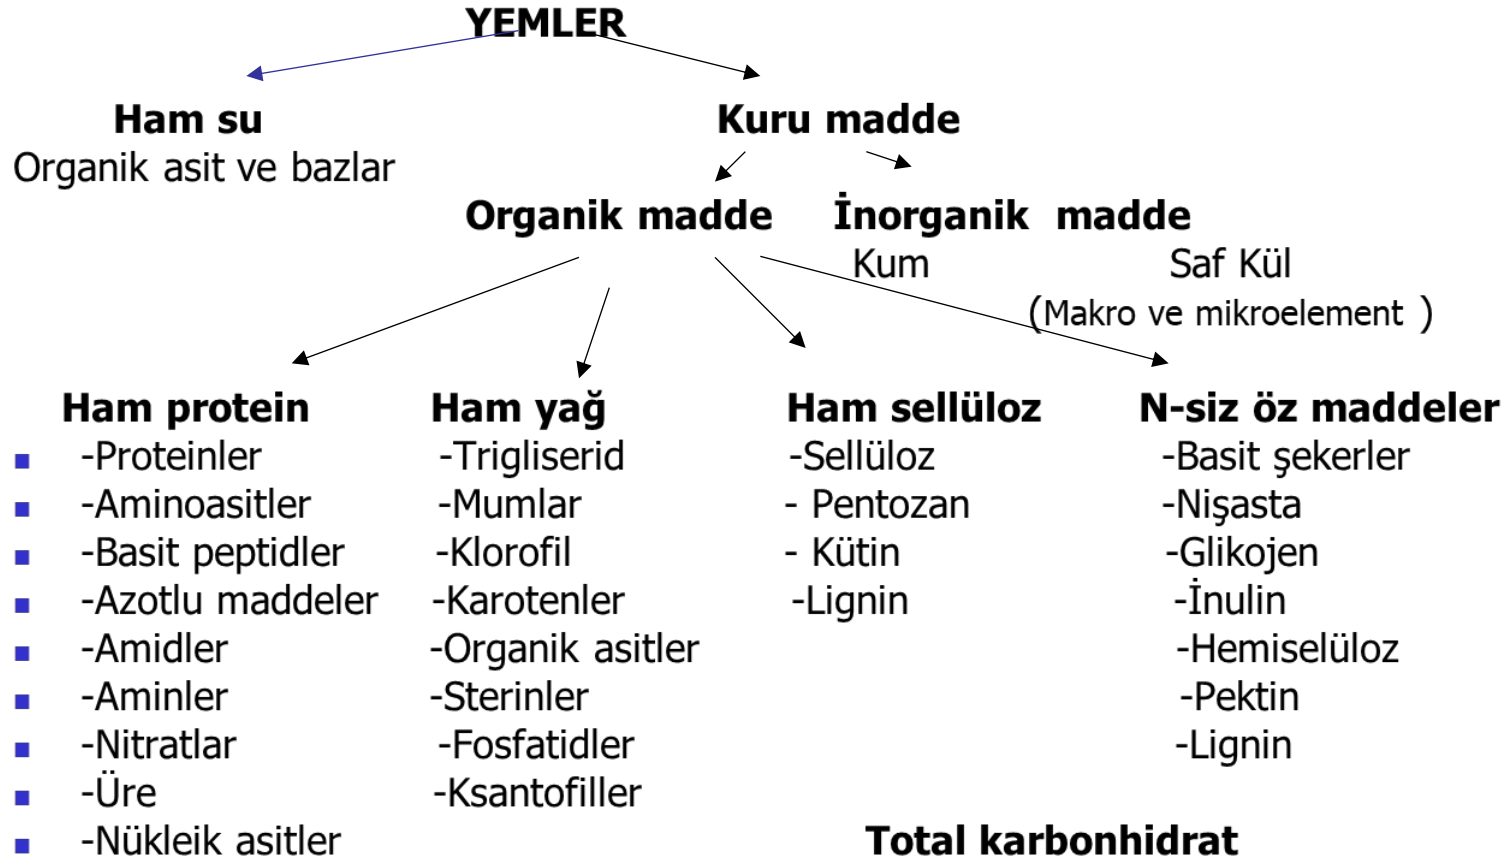 YEMLER
Ham su Kuru madde
Organik asit ve bazlar
Organik madde İnorganik madde
Kum Saf Kül
(Makro ve mikroelement )
Ham protein Ham yağ Ham sellüloz N-siz öz maddeler
-Proteinler -Trigliserid -Sellüloz -Basit şekerler
-Aminoasitler -Mumlar - Pentozan -Nişasta
-Basit peptidler -Klorofil - Kütin -Glikojen
-Azotlu maddeler -Karotenler -Lignin -İnulin
-Amidler -Organik asitler -Hemiselüloz
-Aminler -Sterinler -Pektin
-Nitratlar -Fosfatidler -Lignin
-Üre -Ksantofiller
-Nükleik asitler Total karbonhidrat